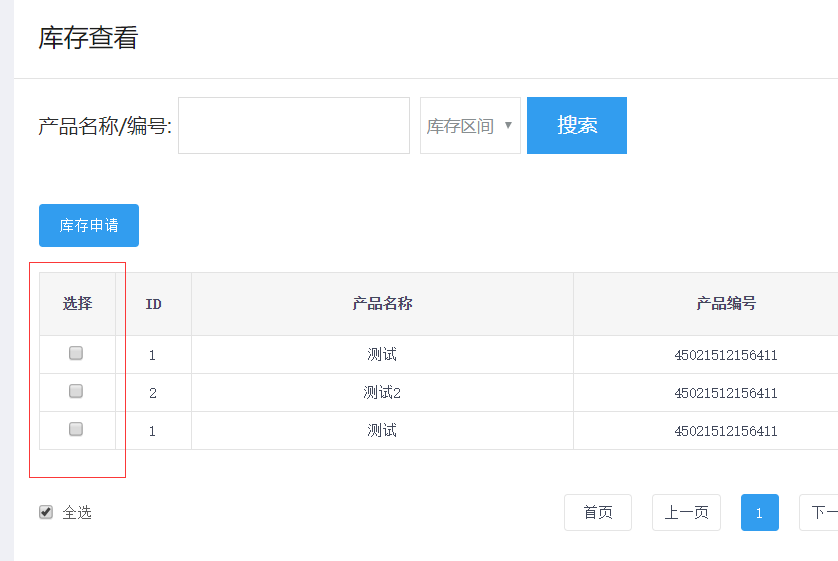 库存查看
产品名称/编号: 库存区间 搜索
库存申请
选择 ID 产品名称 产品编号
1 测试 45021512156411
2 测试2 45021512156411
1 测试 45021512156411
全选 首页 上一页 1 下一